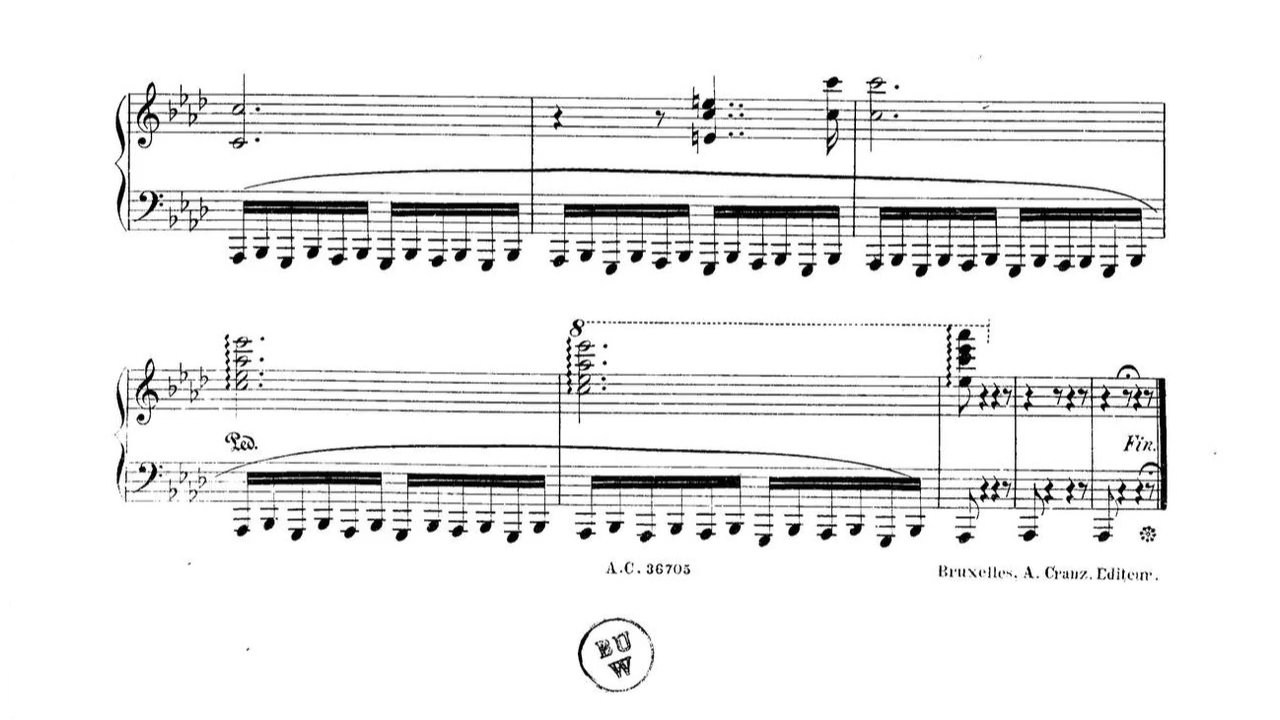 8
Ped.
Fin.
A.C. 36705
Bruxelles, A. Cranz. Editeur.
BU
W